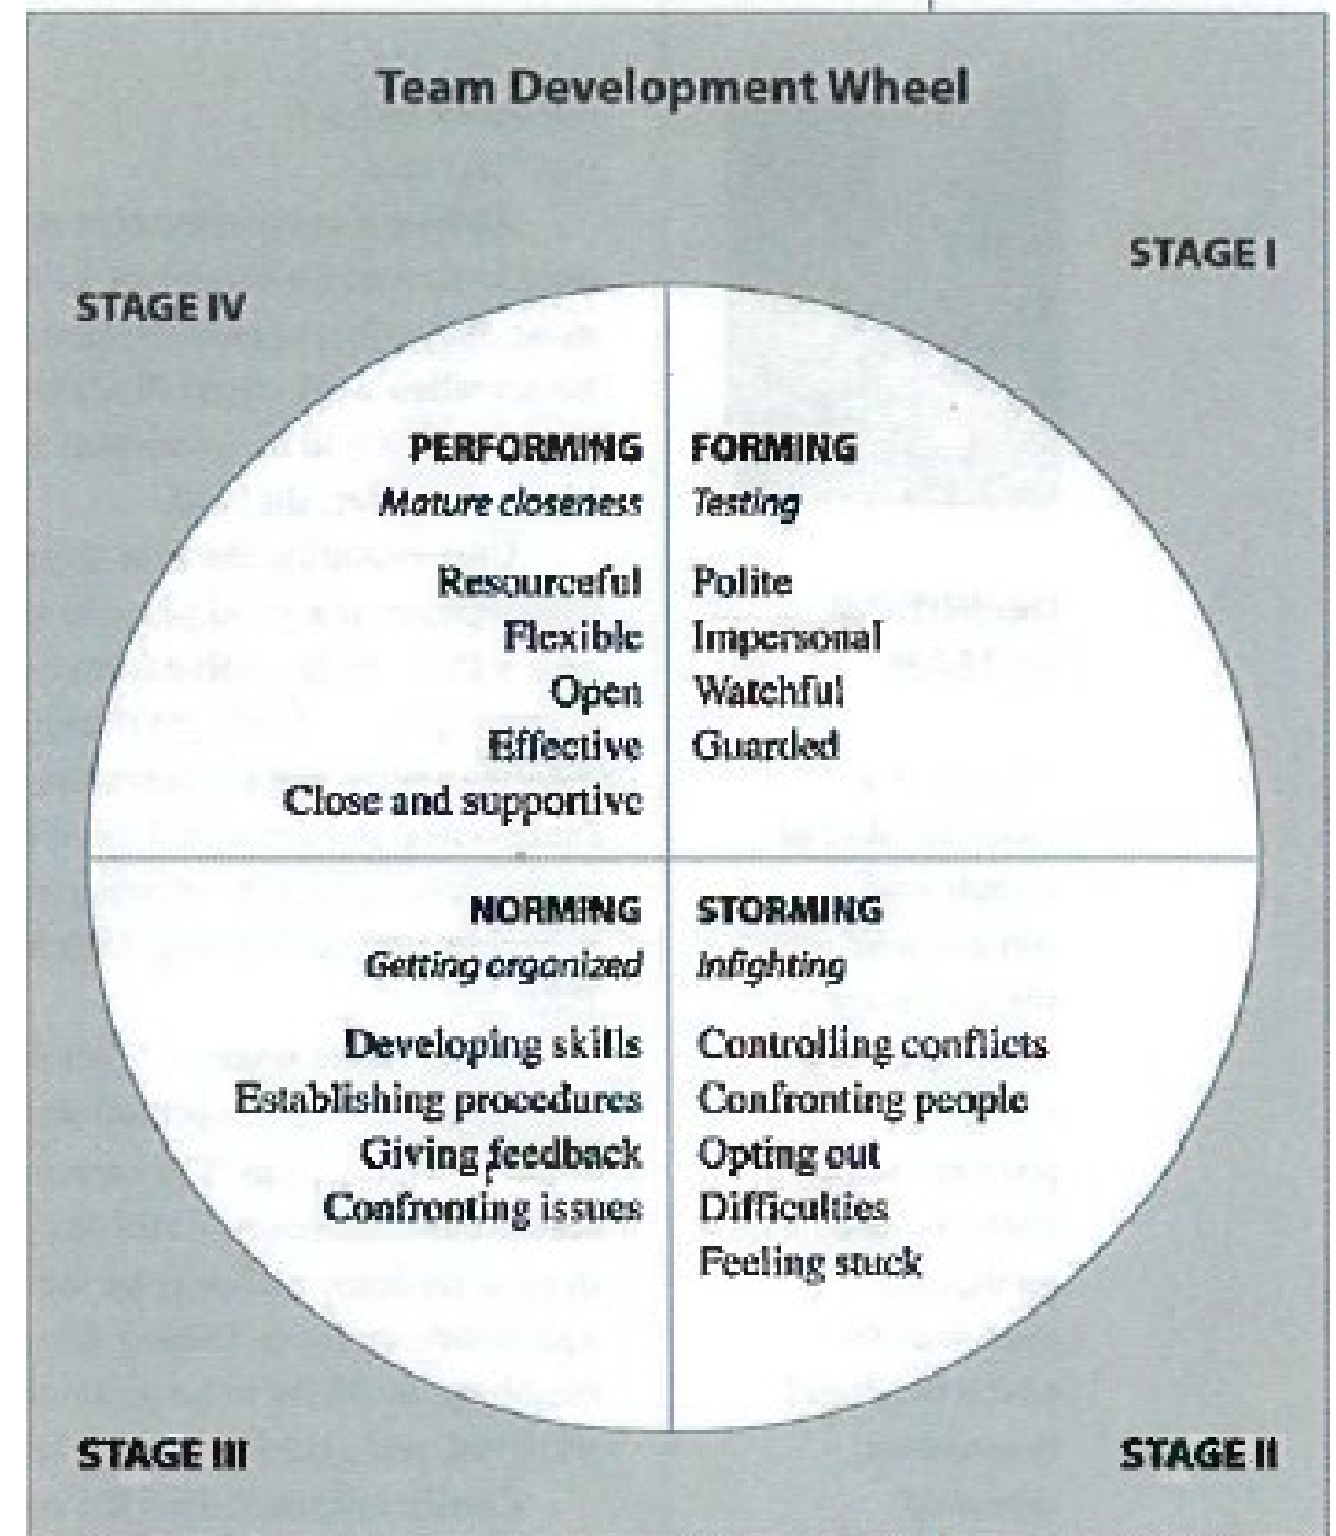 Team Development Wheel
STAGE I
STAGE IV
PERFORMING
Mature closeness
Resourceful
Flexible
Open
Effective
Close and supportive
FORMING
Testing
Polite
Impersonal
Watchful
Guarded
NORMING
Getting organized
Developing skills
Establishing procedures
Giving feedback
Confronting issues
STORMING
Infighting
Controlling conflicts
Confronting people
Opting out
Difficulties
Feeling stuck
STAGE III
STAGE II